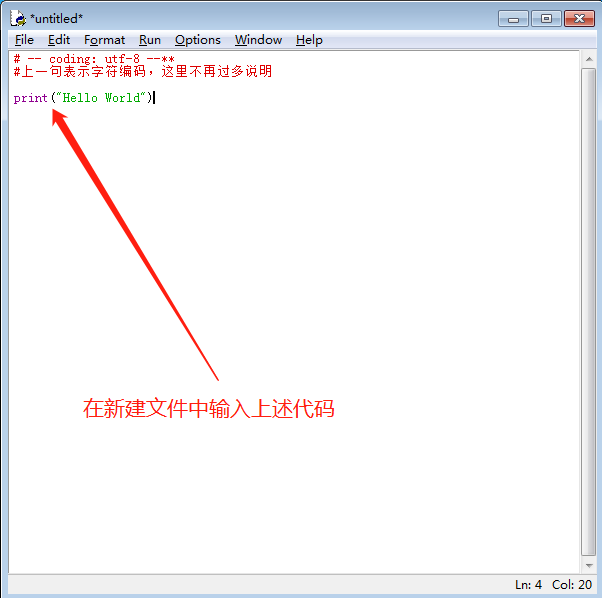 *untitled*
File Edit Format Run Options Window Help
# -- coding: utf-8 --**
#上一句表示字符编码，这里不再过多说明
print("Hello World")
在新建文件中输入上述代码
Ln: 4 Col: 20